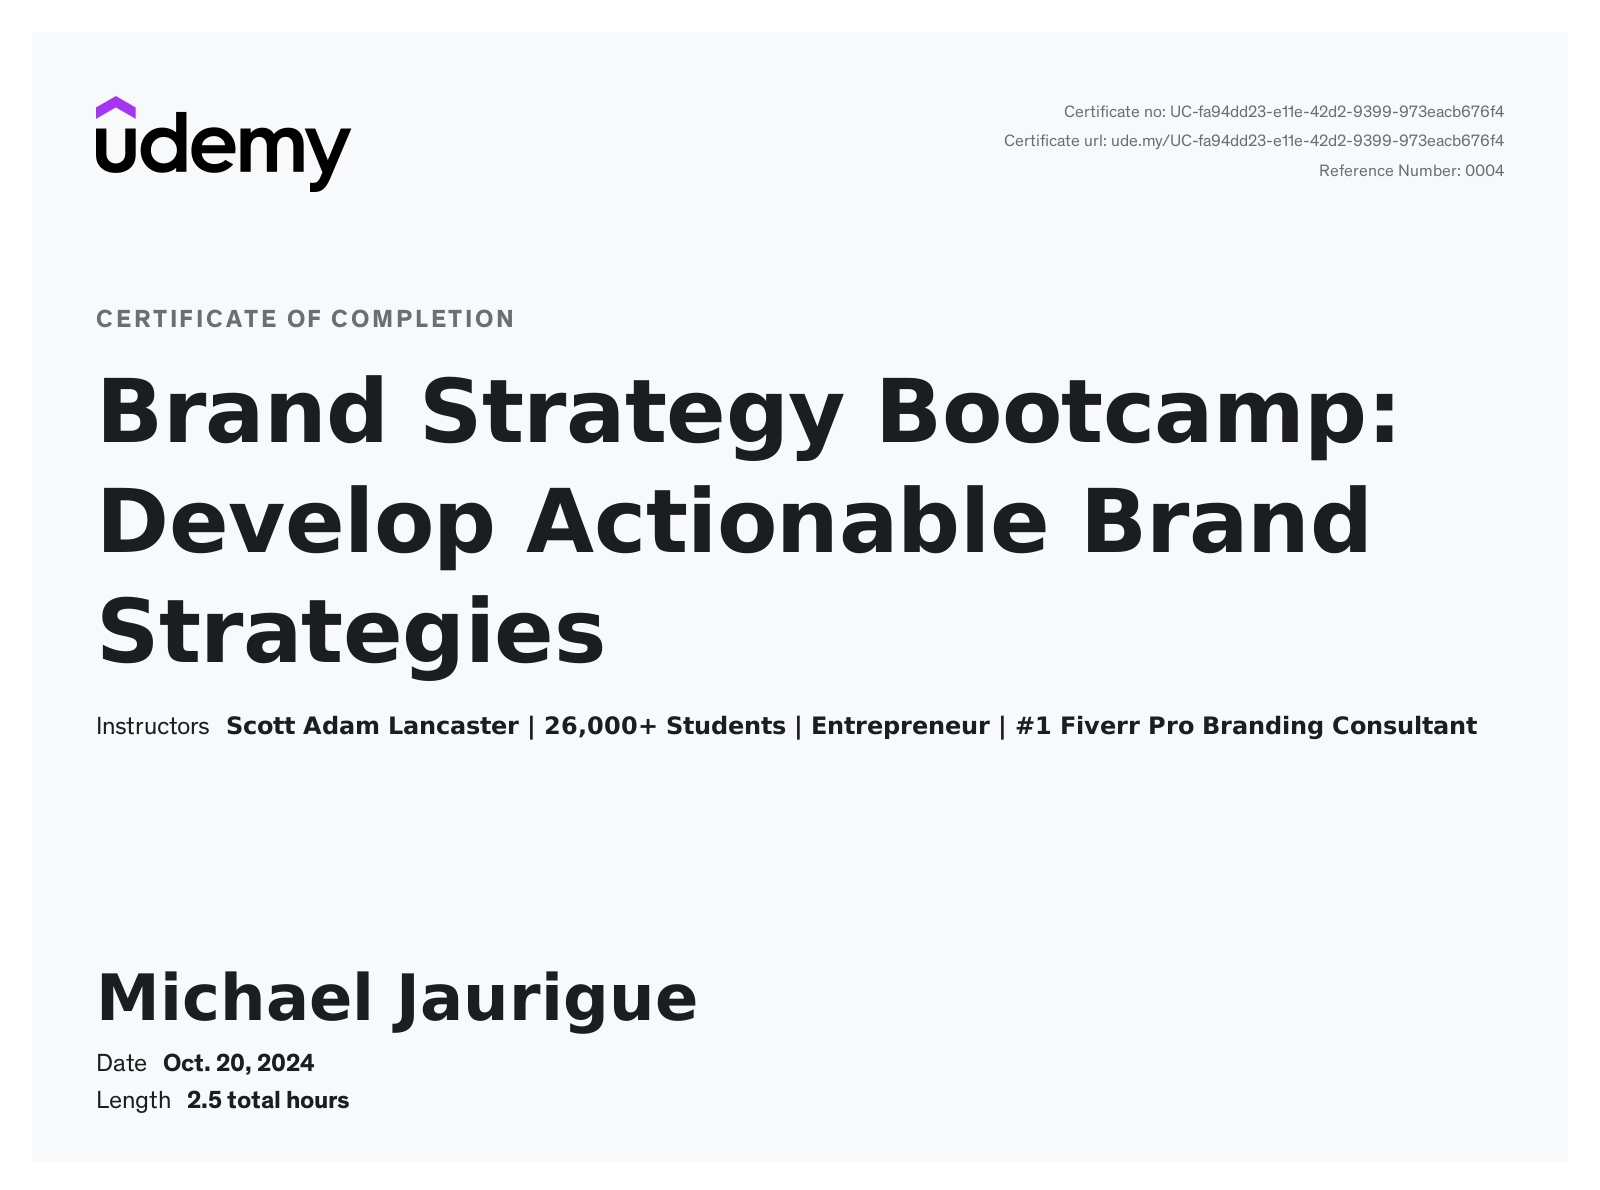 udemy
Certificate no: UC-fa94dd23-e11e-42d2-9399-973eacb676f4
Certificate url: ude.my/UC-fa94dd23-e11e-42d2-9399-973eacb676f4
Reference Number: 0004
CERTIFICATE OF COMPLETION
Brand Strategy Bootcamp:
Develop Actionable Brand
Strategies
Instructors Scott Adam Lancaster | 26,000+ Students | Entrepreneur | #1 Fiverr Pro Branding Consultant
Michael Jaurigue
Date Oct. 20, 2024
Length 2.5 total hours